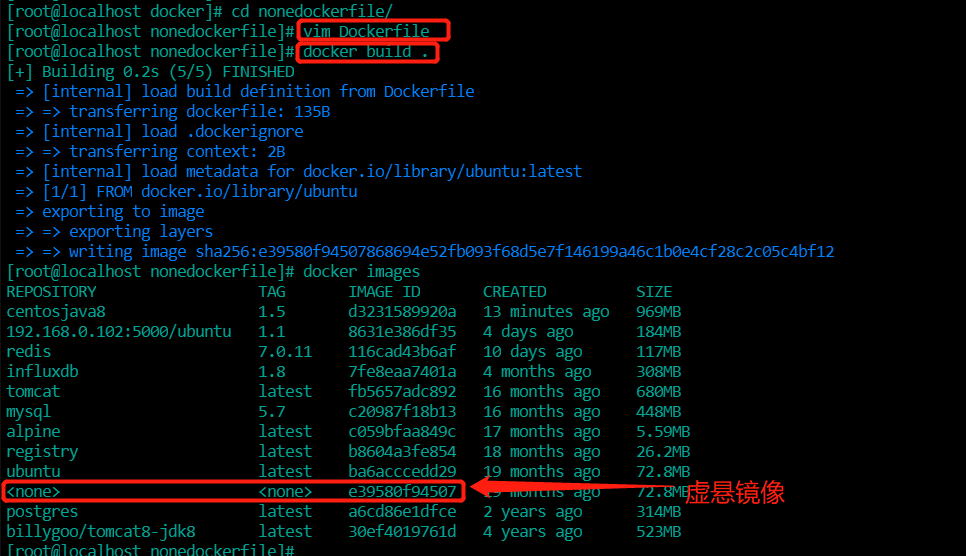 [root@localhost docker]# cd nonedockerfile/
[root@localhost nonedockerfile]# vim Dockerfile
[root@localhost nonedockerfile]# docker build .
[+] Building 0.2s (5/5) FINISHED
=> [internal] load build definition from Dockerfile
=> => transferring dockerfile: 135B
=> [internal] load .dockerignore
=> => transferring context: 2B
=> [internal] load metadata for docker.io/library/ubuntu:latest
=> [1/1] FROM docker.io/library/ubuntu
=> exporting to image
=> => exporting layers
=> => writing image sha256:e39580f94507868694e52fb093f68d5e7f146199a46c1b0e4cf28c2c05c4bf12
[root@localhost nonedockerfile]# docker images
REPOSITORY TAG IMAGE ID CREATED SIZE
centosjava8 1.5 d3231589920a 13 minutes ago 969MB
192.168.0.102:5000/ubuntu 1.1 8631e386df35 4 days ago 184MB
redis 7.0.11 116cad43b6af 10 days ago 117MB
influxdb 1.8 7fe8eaa7401a 4 months ago 308MB
tomcat latest fb5657adc892 16 months ago 680MB
mysql 5.7 c20987f18b13 16 months ago 448MB
alpine latest c059bfaa849c 17 months ago 5.59MB
registry latest b8604a3fe854 18 months ago 26.2MB
ubuntu latest ba6acccedd29 19 months ago 72.8MB
<none> <none> e39580f94507 19 months ago 72.8MB 虚悬镜像
postgres latest a6cd86e1dfce 2 years ago 314MB
billygoo/tomcat8-jdk8 latest 30ef4019761d 4 years ago 523MB
[root@localhost nonedockerfile]#